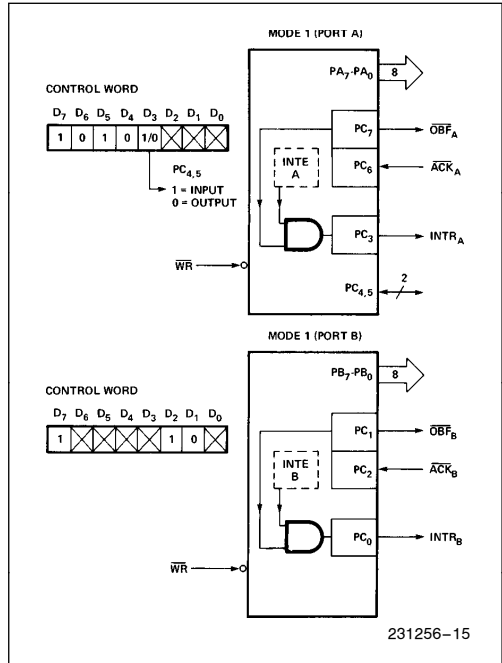 MODE 1 (PORT A)
PA7-PA0
8
CONTROL WORD
D7 D6 D5 D4 D3 D2 D1 D0
1 0 1 0 1/0
PC4,5
1 = INPUT
0 = OUTPUT
PC7
OBFA
INTE
A
PC6
ACKA
PC3
INTRA
WR
PC4,5
2
MODE 1 (PORT B)
PB7-PB0
8
CONTROL WORD
D7 D6 D5 D4 D3 D2 D1 D0
1 1 0
PC1
OBFB
INTE
B
PC2
ACKB
PC0
INTRB
WR
231256–15